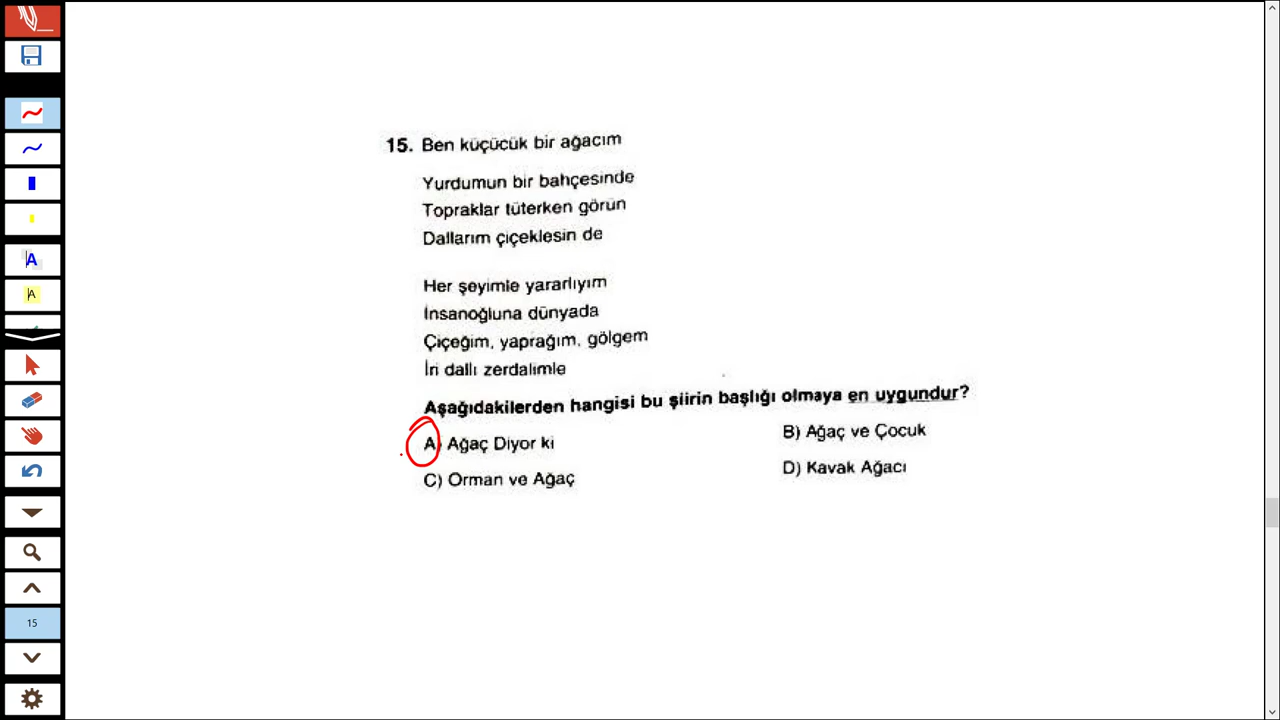 15. Ben küçücük bir ağacım
Yurdumun bir bahçesinde
Topraklar tüterken görün
Dallarım çiçeklesin de
Her şeyimle yararlıyım
İnsanoğluna dünyada
Çiçeğim, yaprağım, gölgem
İri dallı zerdalimle
Aşağıdakilerden hangisi bu şiirin başlığı olmaya en uygundur?
A) Ağaç Diyor ki
B) Ağaç ve Çocuk
C) Orman ve Ağaç
D) Kavak Ağacı
A
A
15